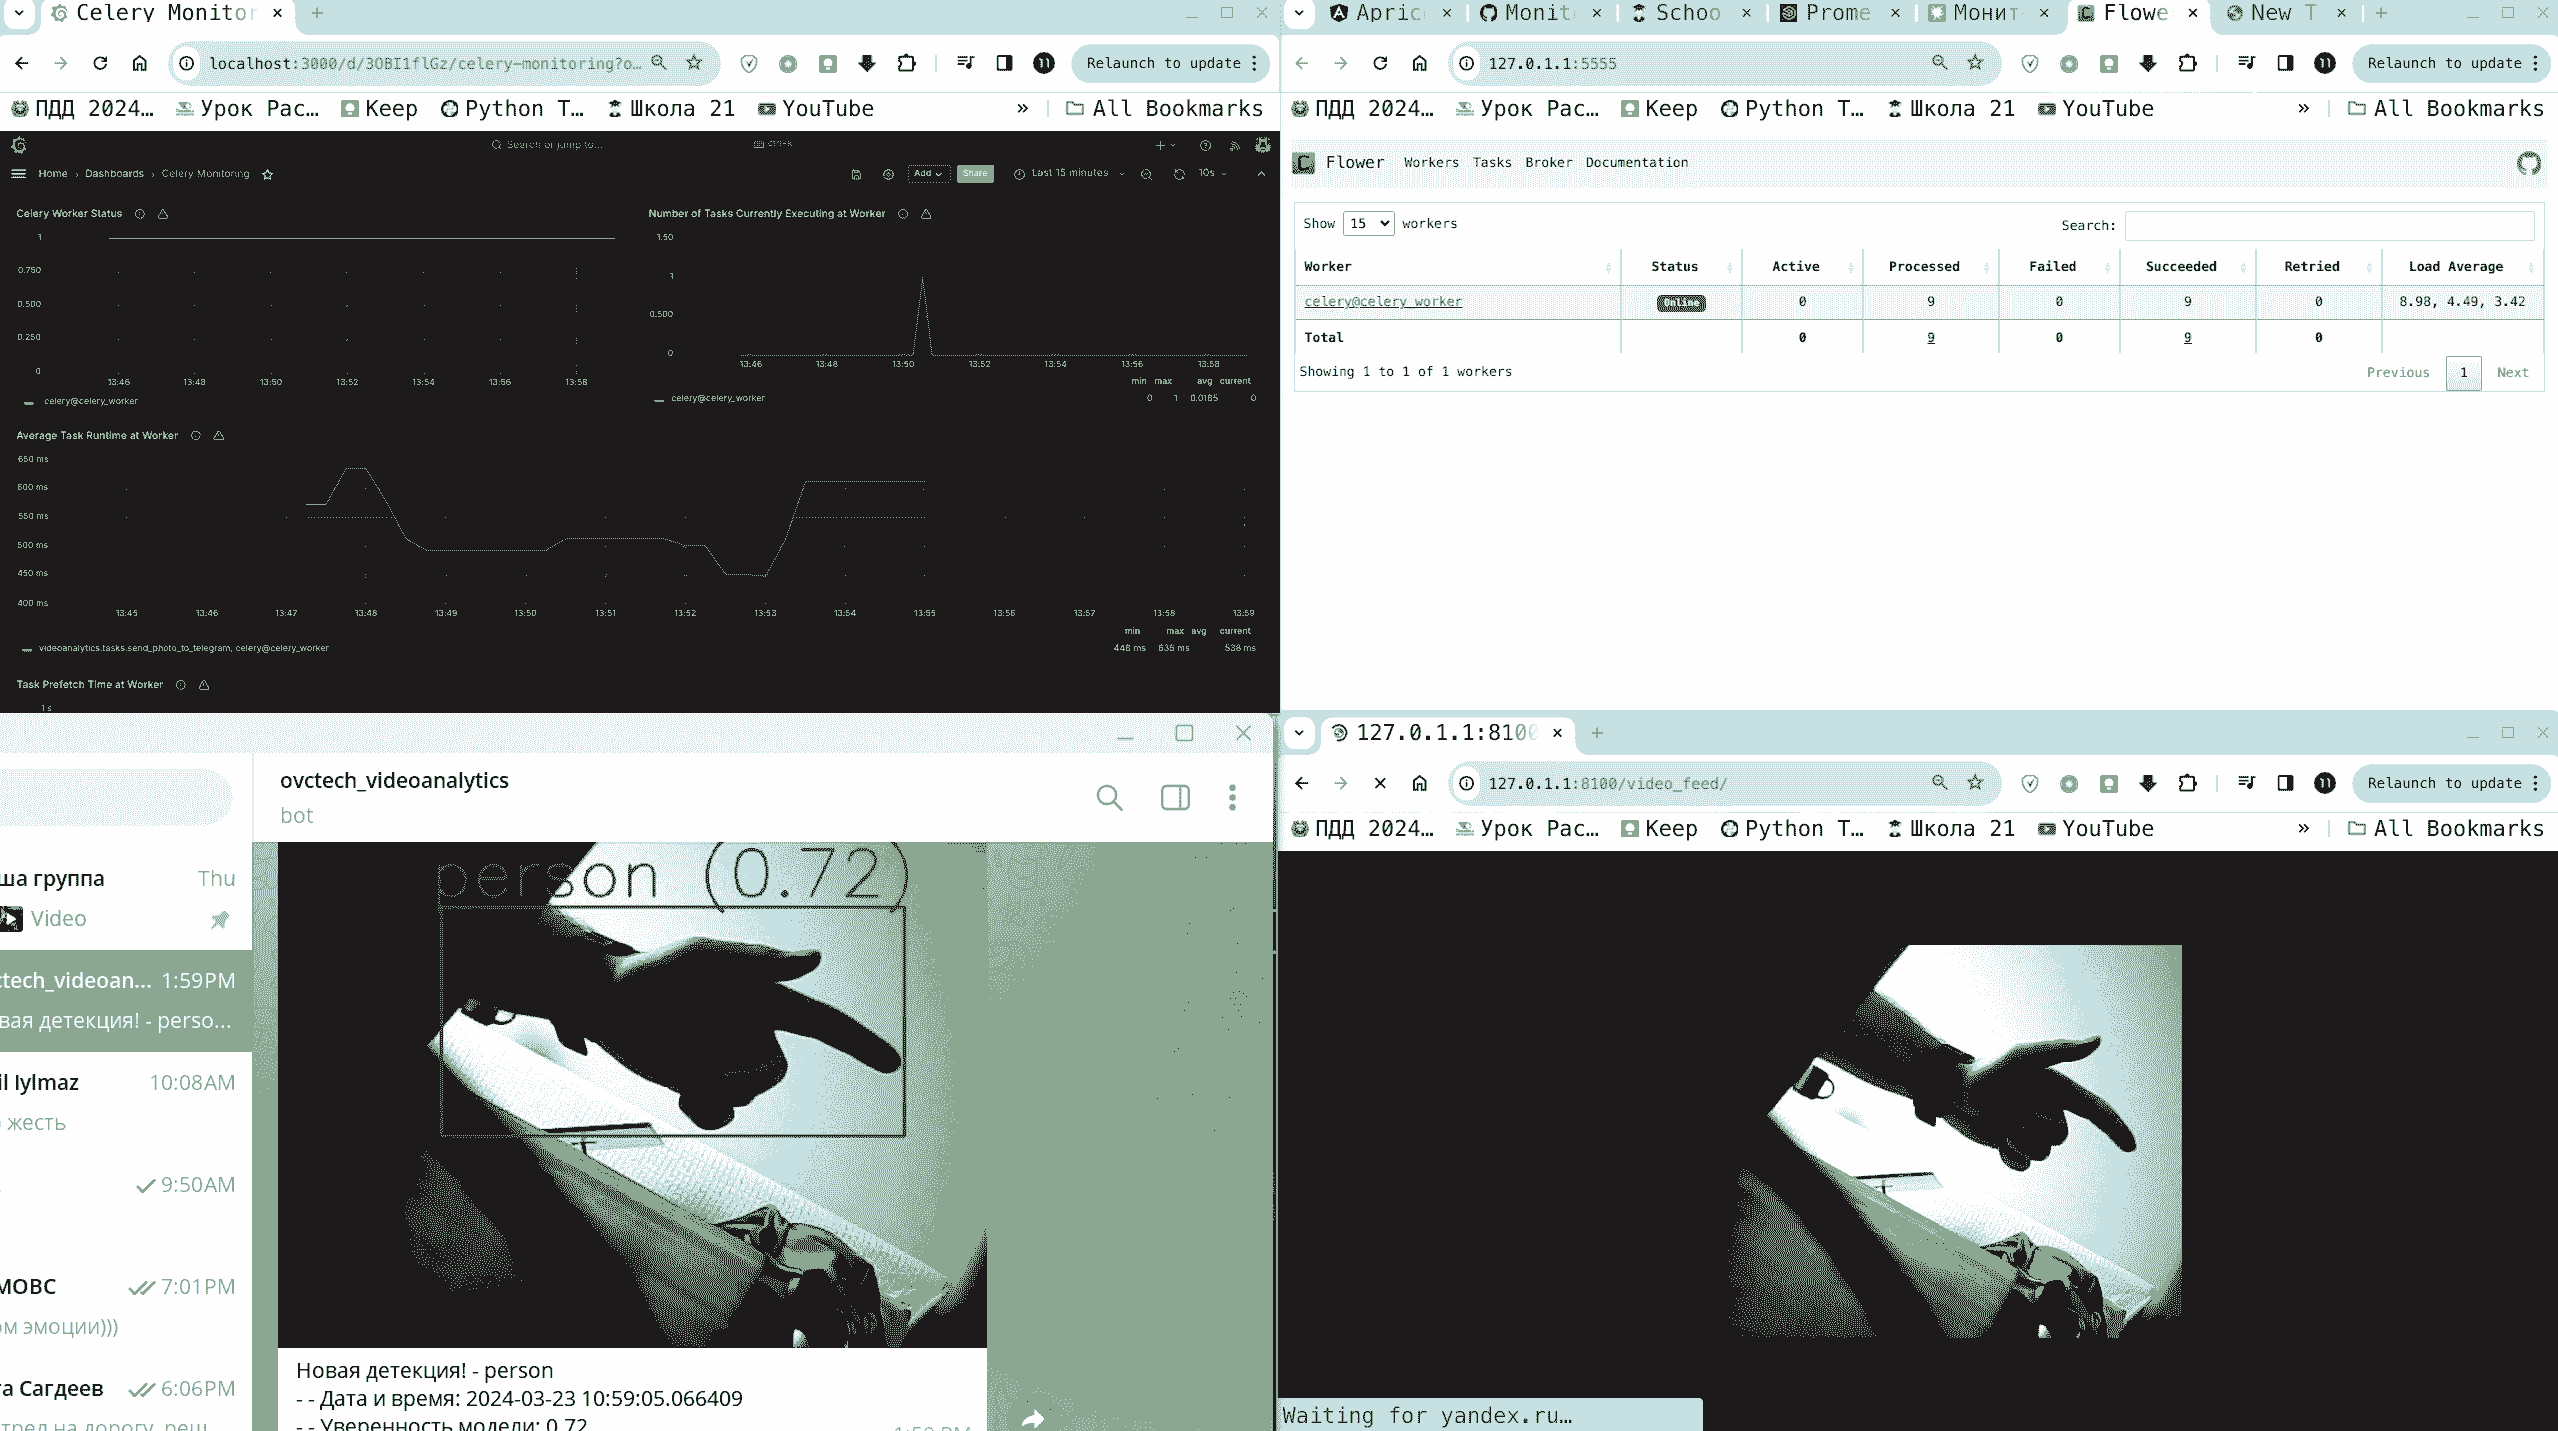 Celery Monitor
localhost:3000/d/3OBI1flGz/celery-monitoring?o…
Relaunch to update
ПДД 2024… Урок Рас… Keep Python T… Школа 21 YouTube » All Bookmarks
Search or jump to...
Home › Dashboards › Celery Monitoring
Add Share Last 15 minutes 10s
Celery Worker Status
1
0.750
0.500
0.250
0
13:46 13:48 13:50 13:52 13:54 13:56 13:58
celery@celery_worker
Number of Tasks Currently Executing at Worker
1.50
1
0.500
0
13:46 13:48 13:50 13:52 13:54 13:56 13:58
min max avg current
celery@celery_worker 0 1 0.0185 0
Average Task Runtime at Worker
650 ms
600 ms
550 ms
500 ms
450 ms
400 ms
13:45 13:46 13:47 13:48 13:49 13:50 13:51 13:52 13:53 13:54 13:55 13:56 13:57 13:58 13:59
min max avg current
videoanalytics.tasks.send_photo_to_telegram, celery@celery_worker 448 ms 635 ms 538 ms
Task Prefetch Time at Worker
1 s
Apric Monit Schoo Prome Монит Flowe New T
127.0.1.1:5555
Relaunch to update
ПДД 2024… Урок Рас… Keep Python T… Школа 21 YouTube » All Bookmarks
Flower Workers Tasks Broker Documentation
Show 15 workers Search:
Worker Status Active Processed Failed Succeeded Retried Load Average
celery@celery_worker Online 0 9 0 9 0 8.98, 4.49, 3.42
Total 0 9 0 9 0
Showing 1 to 1 of 1 workers
Previous 1 Next
ovctech_videoanalytics
bot
ша группа Thu
Video
tech_videoan… 1:59PM
вая детекция! - perso…
il Iylmaz 10:08AM
жесть
9:50AM
МОВС 7:01PM
ом эмоции)))
а Сагдеев 6:06PM
person (0.72)
Новая детекция! - person
- - Дата и время: 2024-03-23 10:59:05.066409
- - Уверенность модели: 0.72
127.0.1.1:8100
127.0.1.1:8100/video_feed/
Relaunch to update
ПДД 2024… Урок Рас… Keep Python T… Школа 21 YouTube » All Bookmarks
Waiting for yandex.ru…